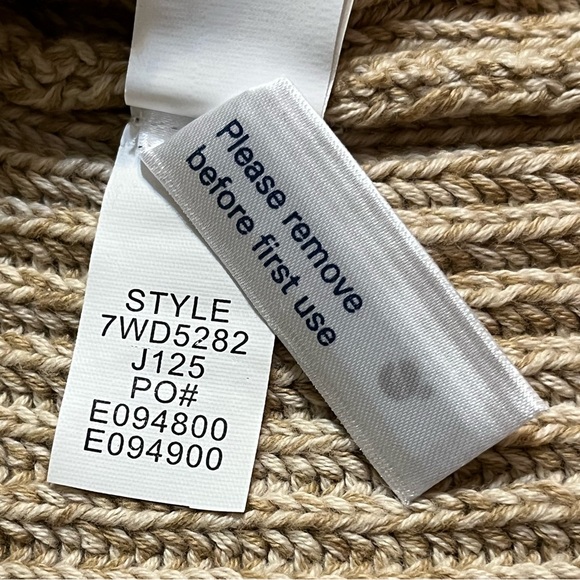 STYLE
7WD5282
J125
PO#
E094800
E094900
Please remove
before first use